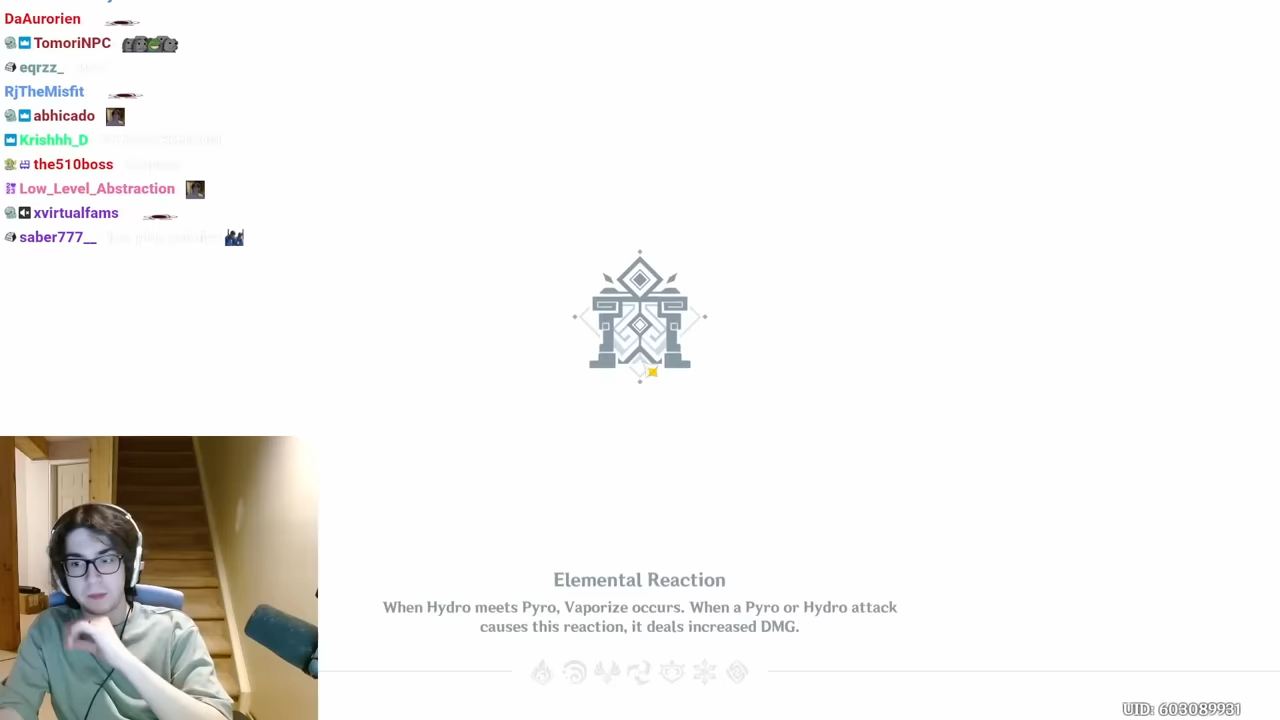 DaAurorien
TomoriNPC
eqrzz_
RjTheMisfit
abhicado
Krishhh_D
the510boss
Low_Level_Abstraction
xvirtualfams
saber777__
Elemental Reaction
When Hydro meets Pyro, Vaporize occurs. When a Pyro or Hydro attack
causes this reaction, it deals increased DMG.
UID: 603089931